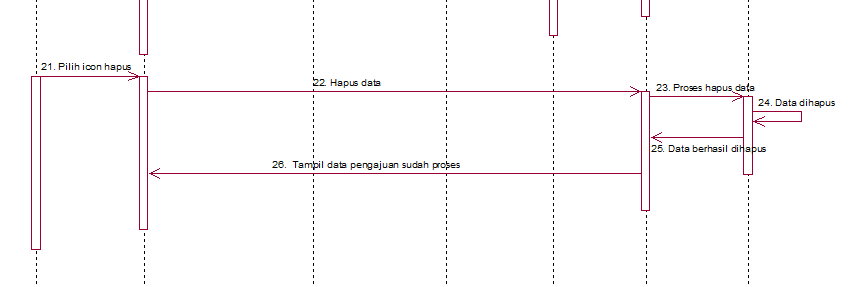 21. Pilih icon hapus
22. Hapus data
23. Proses hapus data
24. Data dihapus
25. Data berhasil dihapus
26. Tampil data pengajuan sudah proses